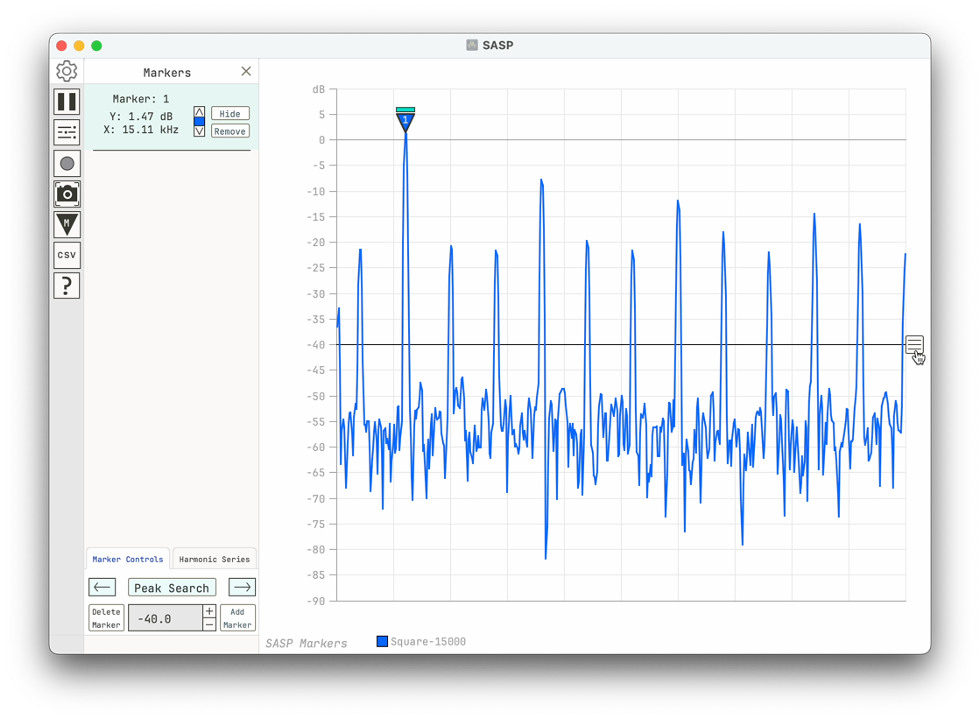 SASP
Markers
Marker: 1
Y: 1.47 dB
X: 15.11 kHz
Hide
Remove
M
CSV
?
dB
5
0
-5
-10
-15
-20
-25
-30
-35
-40
-45
-50
-55
-60
-65
-70
-75
-80
-85
-90
1
Marker Controls
Harmonic Series
Peak Search
Delete
Marker
-40.0
Add
Marker
SASP Markers
Square-15000